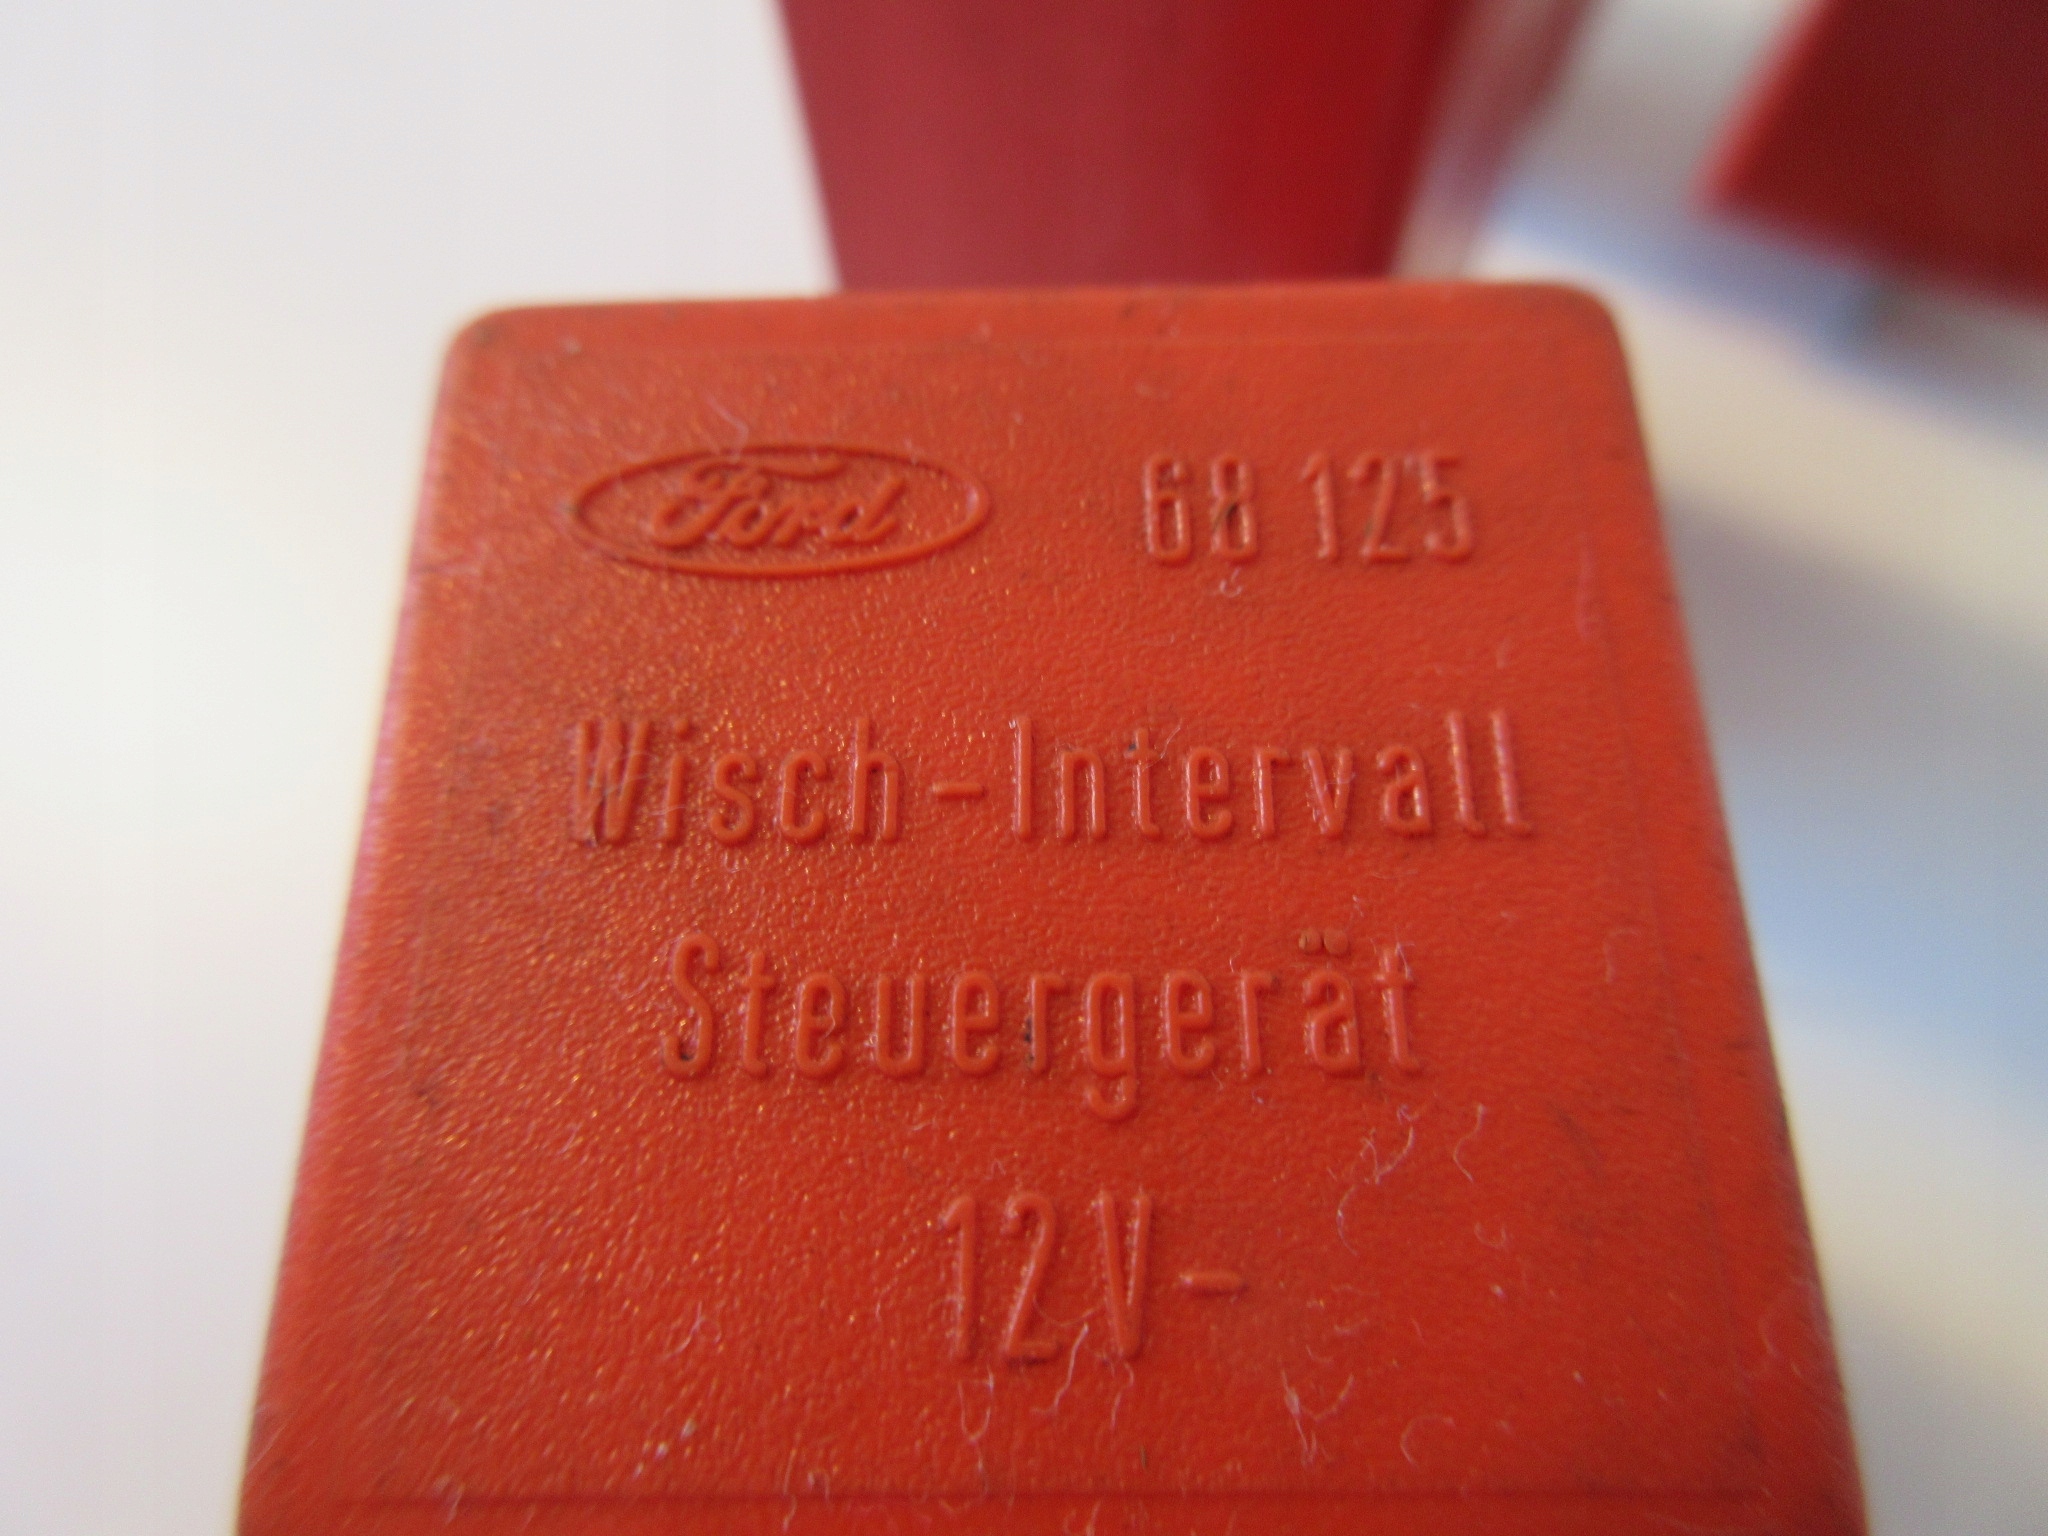 Ford 68 125
Wisch-Intervall
Steuergerät
12V-